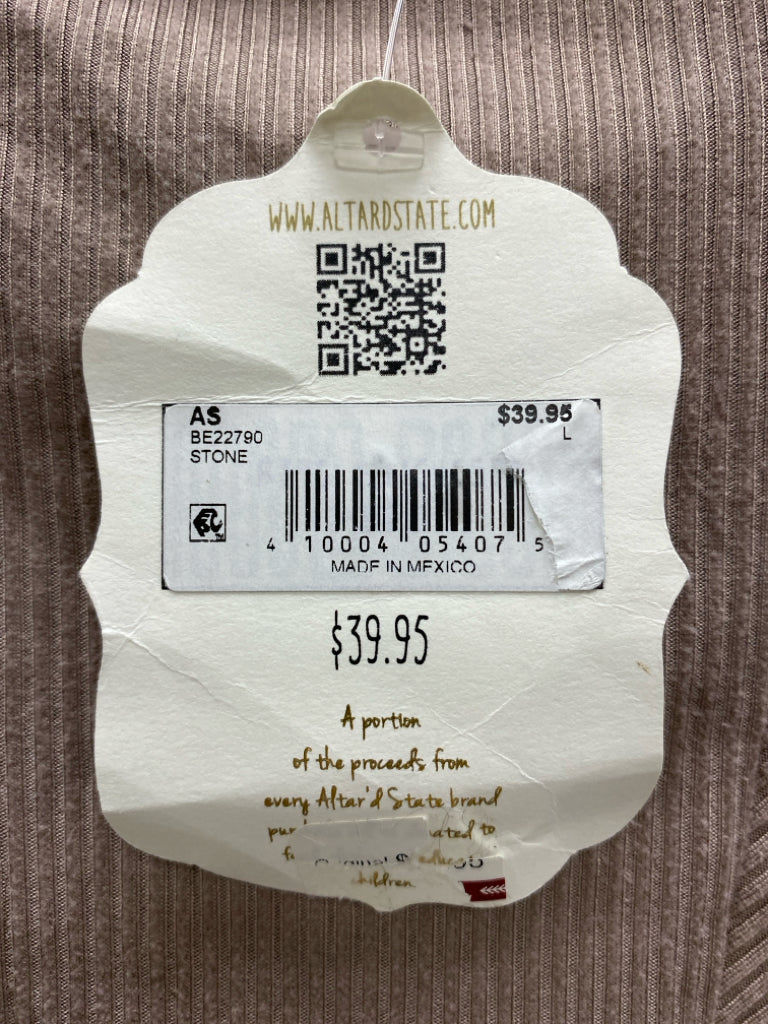 WWW.ALTARDSTATE.COM
AS $39.95
BE22790 L
STONE
4 10004 05407 5
MADE IN MEXICO
$39.95
A portion
of the proceeds from
every Altar'd State brand
to
children